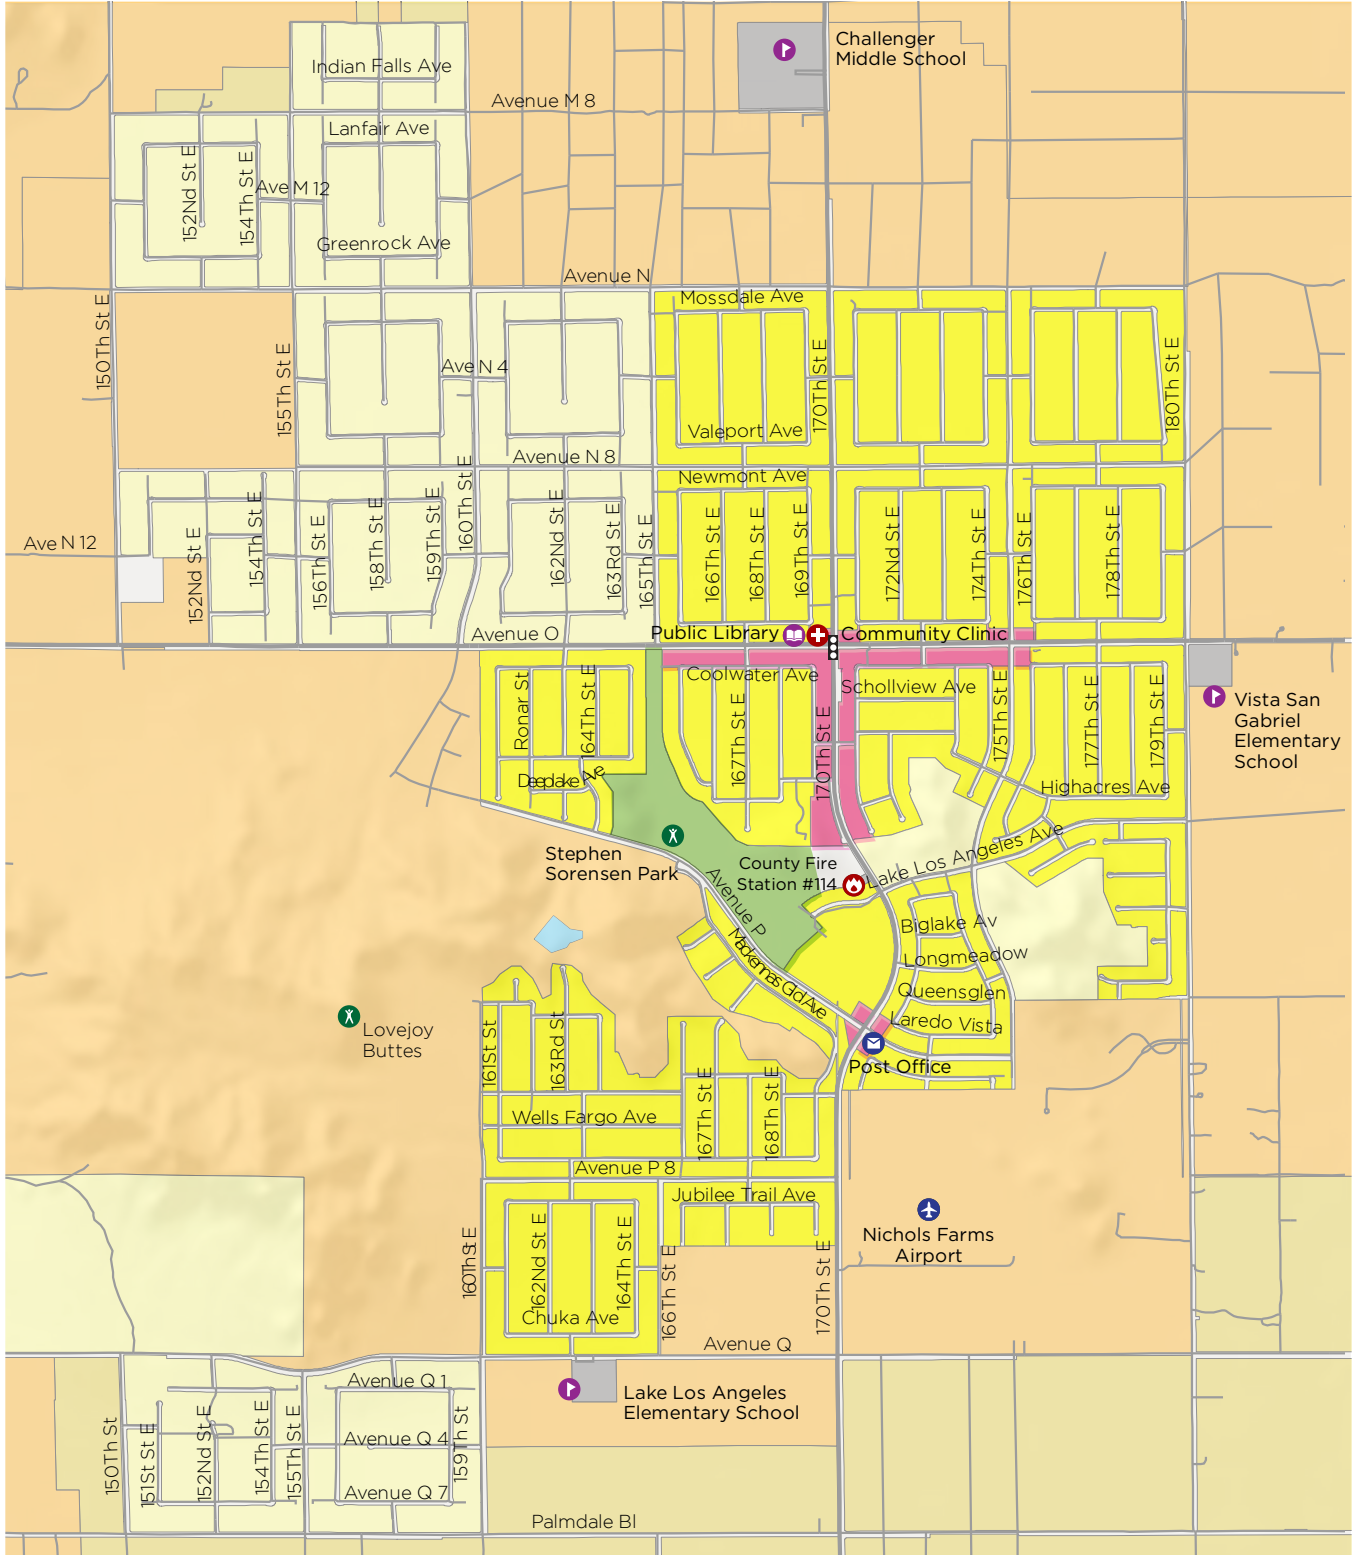 Challenger
Middle School
Indian Falls Ave
Avenue M 8
Lanfair Ave
152Nd St E
154Th St E
Ave M 12
Greenrock Ave
Avenue N
Mossdale Ave
150Th St E
155Th St E
Ave N 4
170Th St E
180Th St E
Valeport Ave
Avenue N 8
Newmont Ave
Ave N 12
152Nd St E
154Th St E
156Th St E
158Th St E
159Th St E
160Th St E
162Nd St E
163Rd St E
165Th St E
166Th St E
168Th St E
169Th St E
172Nd St E
174Th St E
176Th St E
178Th St E
Avenue O
Public Library
Community Clinic
Coolwater Ave
Schollview Ave
Ronar St
164Th St E
167Th St E
170Th St E
175Th St E
177Th St E
179Th St E
Vista San
Gabriel
Elementary
School
Deeplake Ave
Highacres Ave
Stephen
Sorensen Park
County Fire
Station #114
Lake Los Angeles Ave
Avenue P
Mackennas Gld Ave
Biglake Av
Longmeadow
Queensglen
Laredo Vista
Post Office
Lovejoy
Buttes
161St St
163Rd St E
167Th St E
168Th St E
Wells Fargo Ave
Avenue P 8
Jubilee Trail Ave
Nichols Farms
Airport
160Th St E
162Nd St E
164Th St E
166Th St E
170Th St E
Chuka Ave
Avenue Q
Lake Los Angeles
Elementary School
Avenue Q 1
150Th St
151St St E
152Nd St E
154Th St E
155Th St E
Avenue Q 4
159Th St
Avenue Q 7
Palmdale Bl